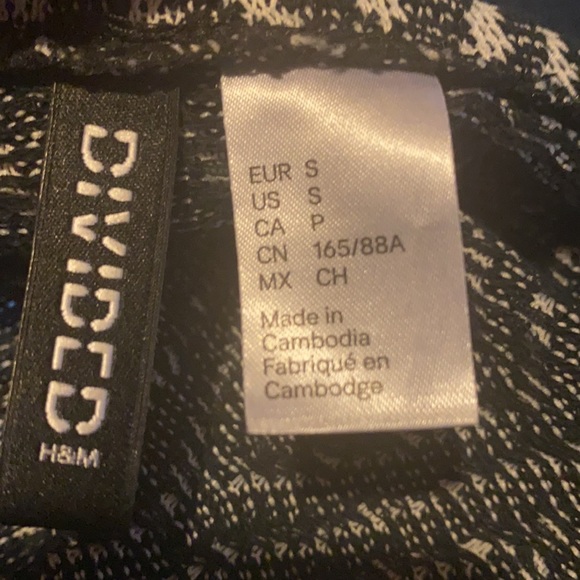 DIVIDED
H&M
EUR S
US S
CA P
CN 165/88A
MX CH
Made in
Cambodia
Fabriqué en
Cambodge